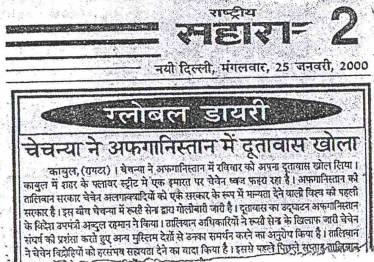 राष्ट्रीय
सहारा 2
नयी दिल्ली, मंगलवार, 25 जनवरी, 2000
ग्लोबल डायरी
चेचन्या ने अफगानिस्तान में दूतावास खोला
काबुल, (रायटर)। चेचन्या ने अफगानिस्तान में रविवार को अपना दूतावास खोल लिया।
काबुल में शहर के फ्लावर स्ट्रीट में एक इमारत पर चेचेन ध्वज फहरा रहा है। अफगानिस्तान की
तालिबान सरकार चेचेन अलगाववादियों को एक सरकार के रूप में मान्यता देने वाली विश्व की पहली
सरकार है। इस बीच चेचन्या में रूसी सेना द्वारा गोलीबारी जारी है। दूतावास का उद्घाटन अफगानिस्तान
के विदेश उपमंत्री अब्दुल रहमान ने किया। तालिबान अधिकारियों ने रूसी सेना के खिलाफ जारी चेचेन
संघर्ष की प्रशंसा करते हुए अन्य मुस्लिम देशों से उनका समर्थन करने का अनुरोध किया है। तालिबान
ने चेचेन विद्रोहियों को हरसंभव सहायता देने का वादा किया है। इससे पहले पिछले सप्ताह तालिबान